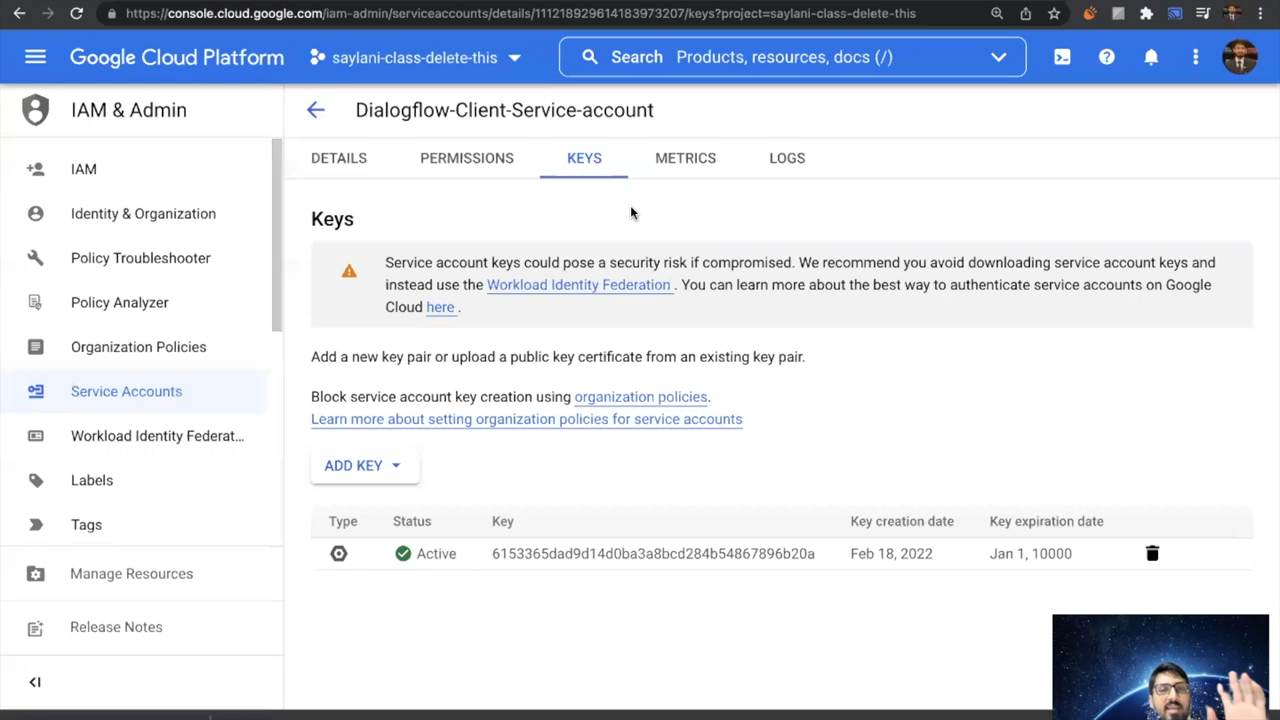 https://console.cloud.google.com/iam-admin/serviceaccounts/details/111218929614183973207/keys?project=saylani-class-delete-this
Google Cloud Platform
saylani-class-delete-this
Search Products, resources, docs (/)
IAM & Admin
Dialogflow-Client-Service-account
DETAILS PERMISSIONS KEYS METRICS LOGS
IAM
Identity & Organization
Policy Troubleshooter
Policy Analyzer
Organization Policies
Service Accounts
Workload Identity Federat...
Labels
Tags
Manage Resources
Release Notes
Keys
Service account keys could pose a security risk if compromised. We recommend you avoid downloading service account keys and
instead use the Workload Identity Federation . You can learn more about the best way to authenticate service accounts on Google
Cloud here .
Add a new key pair or upload a public key certificate from an existing key pair.
Block service account key creation using organization policies.
Learn more about setting organization policies for service accounts
ADD KEY
Type Status Key Key creation date Key expiration date
Active 6153365dad9d14d0ba3a8bcd284b54867896b20a Feb 18, 2022 Jan 1, 10000